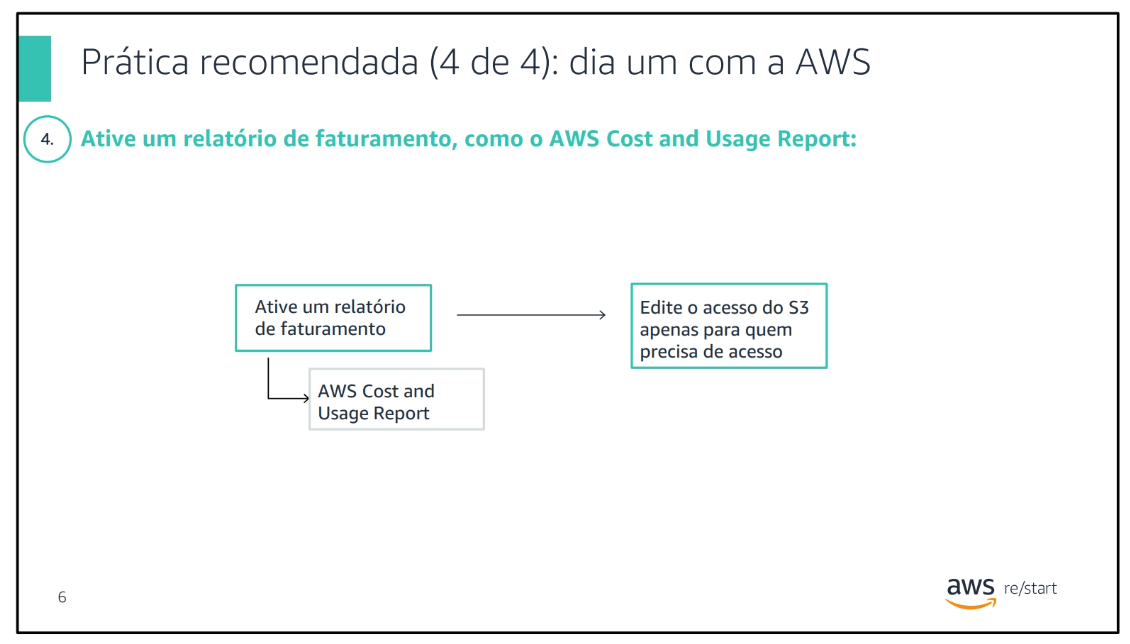 Prática recomendada (4 de 4): dia um com a AWS
4.
Ative um relatório de faturamento, como o AWS Cost and Usage Report:
Ative um relatório
de faturamento
Edite o acesso do S3
apenas para quem
precisa de acesso
AWS Cost and
Usage Report
6
aws re/start